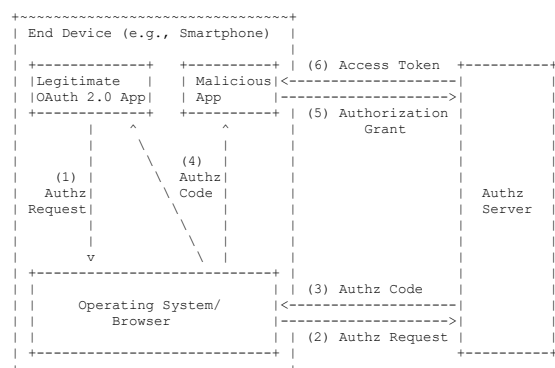 End Device (e.g., Smartphone)
(6) Access Token
Legitimate
Malicious
OAuth 2.0 App
App
(5) Authorization
Grant
(4)
(1)
Authz
Authz
Code
Authz
Request
Server
(3) Authz Code
Operating System/
Browser
(2) Authz Request